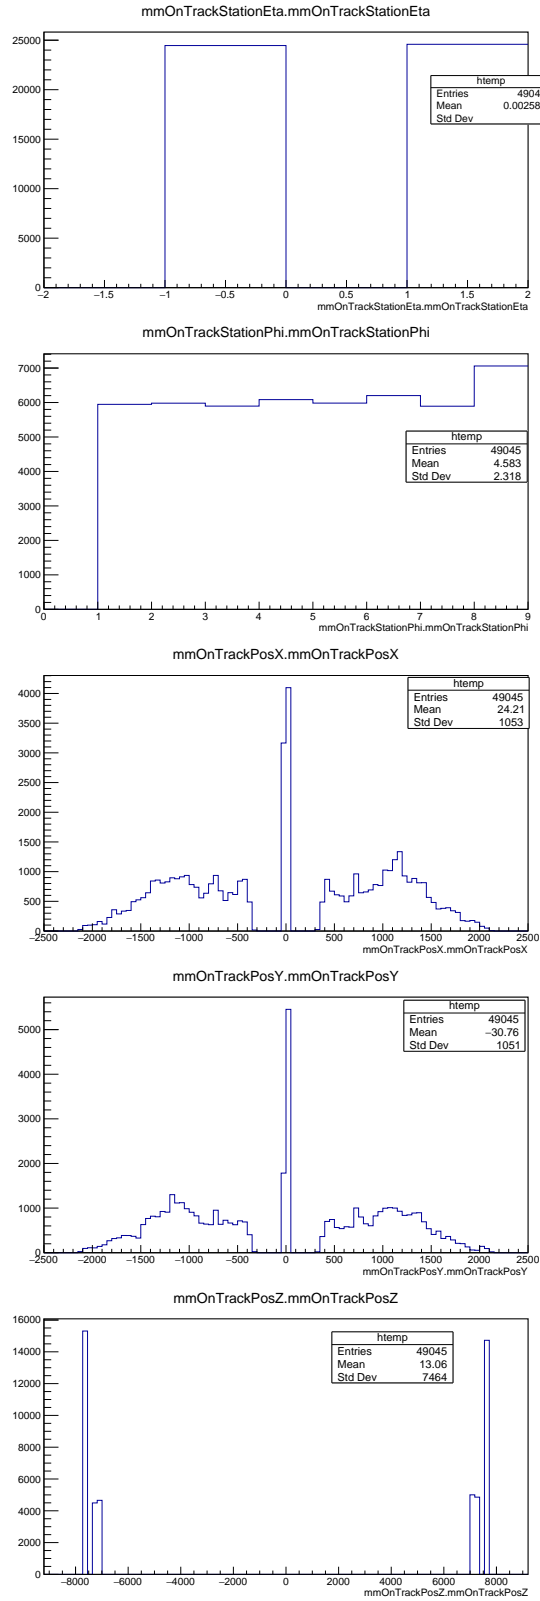 mmOnTrackStationEta.mmOnTrackStationEta
25000
20000
15000
10000
5000
0
htemp
Entries 4904
Mean 0.00258
Std Dev
−2 −1.5 −1 −0.5 0 0.5 1 1.5 2
mmOnTrackStationEta.mmOnTrackStationEta
mmOnTrackStationPhi.mmOnTrackStationPhi
7000
6000
5000
4000
3000
2000
1000
0
htemp
Entries 49045
Mean 4.583
Std Dev 2.318
0 1 2 3 4 5 6 7 8 9
mmOnTrackStationPhi.mmOnTrackStationPhi
mmOnTrackPosX.mmOnTrackPosX
4000
3500
3000
2500
2000
1500
1000
500
0
htemp
Entries 49045
Mean 24.21
Std Dev 1053
−2500 −2000 −1500 −1000 −500 0 500 1000 1500 2000 2500
mmOnTrackPosX.mmOnTrackPosX
mmOnTrackPosY.mmOnTrackPosY
5000
4000
3000
2000
1000
0
htemp
Entries 49045
Mean −30.76
Std Dev 1051
−2500 −2000 −1500 −1000 −500 0 500 1000 1500 2000 2500
mmOnTrackPosY.mmOnTrackPosY
mmOnTrackPosZ.mmOnTrackPosZ
16000
14000
12000
10000
8000
6000
4000
2000
0
htemp
Entries 49045
Mean 13.06
Std Dev 7464
−8000 −6000 −4000 −2000 0 2000 4000 6000 8000
mmOnTrackPosZ.mmOnTrackPosZ